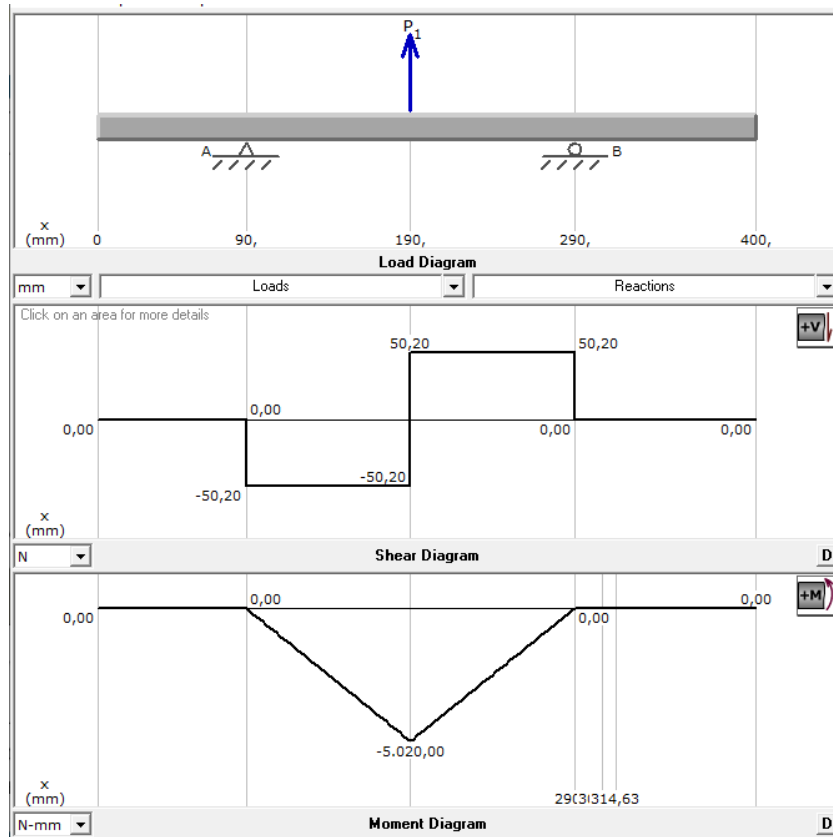 P1
A
B
x
(mm)
0
90,
190,
290,
400,
Load Diagram
mm
Loads
Reactions
Click on an area for more details
+V
50,20
50,20
0,00
0,00
0,00
0,00
-50,20
-50,20
x
(mm)
N
Shear Diagram
D
0,00
0,00
+M
0,00
0,00
-5.020,00
x
(mm)
314,63
N-mm
Moment Diagram
D